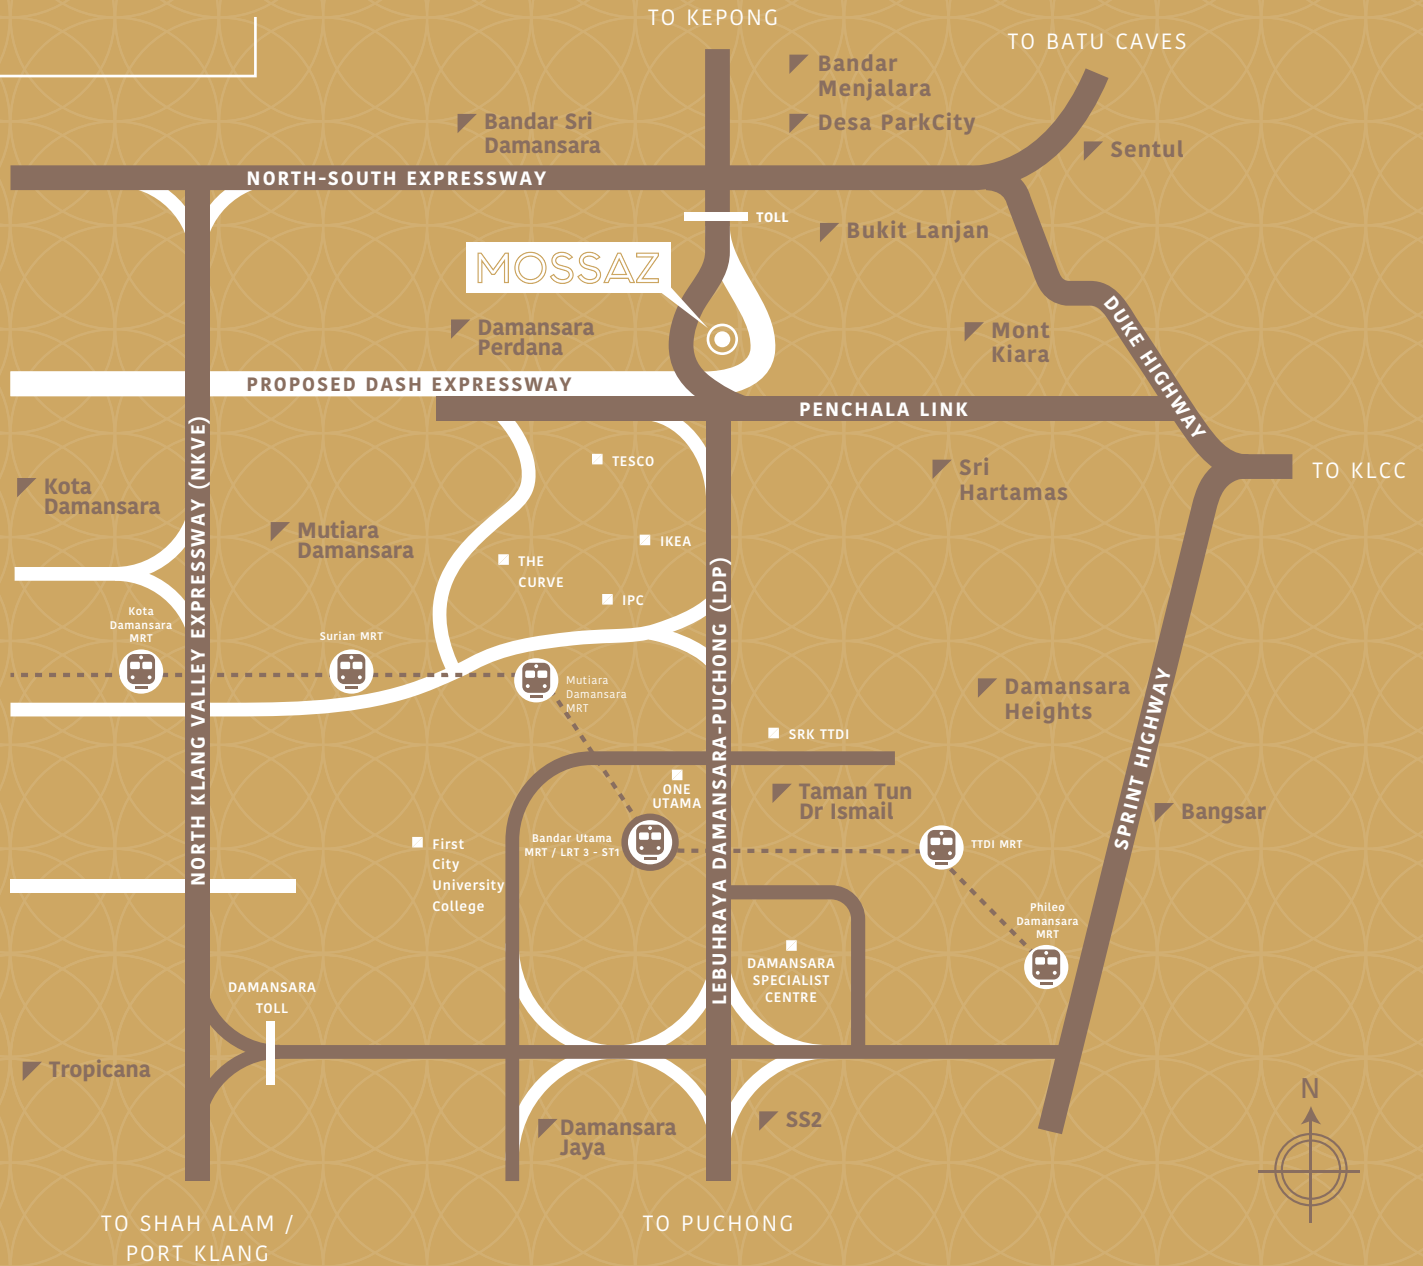 TO KEPONG
TO BATU CAVES
Bandar
Menjalara
Desa ParkCity
Bandar Sri
Damansara
Sentul
NORTH-SOUTH EXPRESSWAY
TOLL
Bukit Lanjan
MOSSAZ
DUKE HIGHWAY
Damansara
Perdana
Mont
Kiara
PROPOSED DASH EXPRESSWAY
PENCHALA LINK
TESCO
Sri
Hartamas
TO KLCC
Kota
Damansara
NORTH KLANG VALLEY EXPRESSWAY (NKVE)
Mutiara
Damansara
IKEA
THE
CURVE
IPC
LEBUHRAYA DAMANSARA-PUCHONG (LDP)
Kota
Damansara
MRT
Surian MRT
Mutiara
Damansara
MRT
Damansara
Heights
SPRINT HIGHWAY
SRK TTDI
ONE
UTAMA
Taman Tun
Dr Ismail
Bangsar
First
City
University
College
Bandar Utama
MRT / LRT 3 - ST1
TTDI MRT
Phileo
Damansara
MRT
DAMANSARA
SPECIALIST
CENTRE
DAMANSARA
TOLL
Tropicana
Damansara
Jaya
SS2
N
TO SHAH ALAM /
PORT KLANG
TO PUCHONG